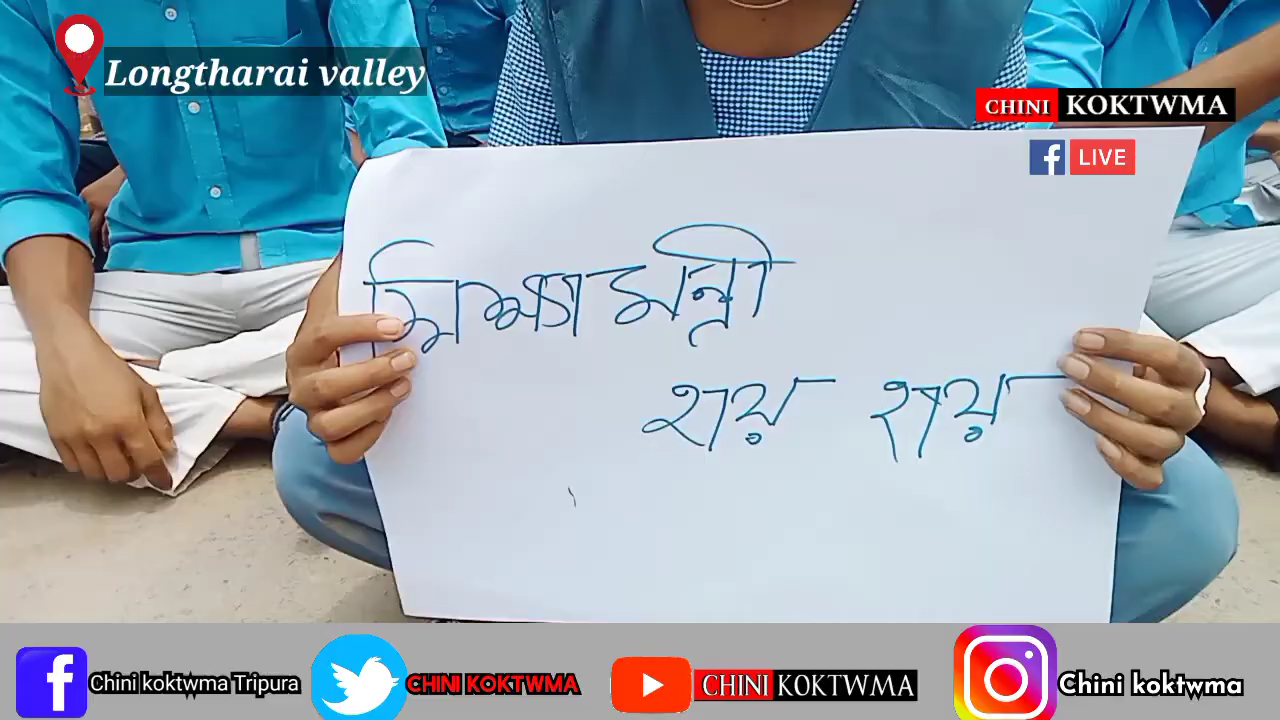 Longtharai valley
CHINI KOKTWMA
f LIVE
শিক্ষামন্ত্রী
হায় হায়
f Chini koktwma Tripura CHINI KOKTWMA CHINI KOKTWMA Chini koktwma